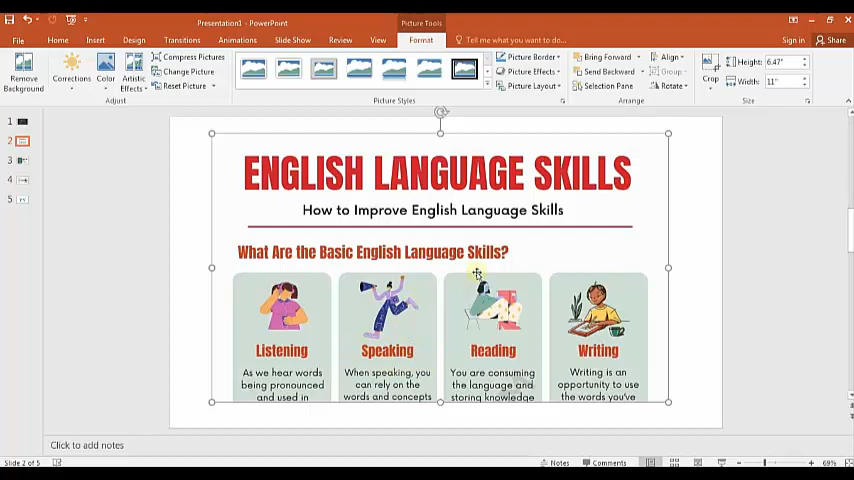 Presentation1 - PowerPoint
Picture Tools
File Home Insert Design Transitions Animations Slide Show Review View Format Tell me what you want to do... Sign in Share
Remove Background
Corrections
Color
Artistic Effects
Compress Pictures
Change Picture
Reset Picture
Adjust
Picture Styles
Picture Border
Picture Effects
Picture Layout
Bring Forward
Send Backward
Selection Pane
Align
Group
Rotate
Arrange
Crop
Height: 6.47"
Width: 11"
Size
1
2
3
4
5
ENGLISH LANGUAGE SKILLS
How to Improve English Language Skills
What Are the Basic English Language Skills?
Listening
As we hear words
being pronounced
and used in
Speaking
When speaking, you
can rely on the
words and concepts
Reading
You are consuming
the language and
storing knowledge
Writing
Writing is an
opportunity to use
the words you've
Click to add notes
Slide 2 of 5
Notes
Comments
69%